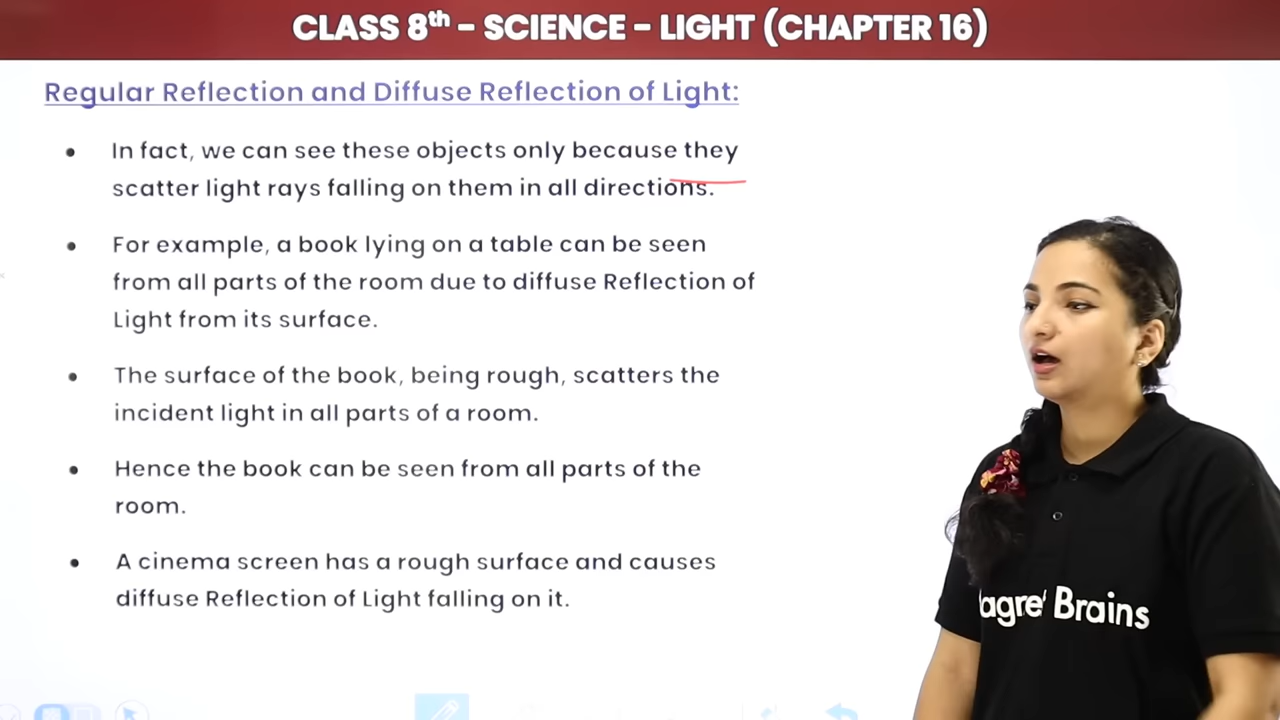 CLASS 8th - SCIENCE - LIGHT (CHAPTER 16)
Regular Reflection and Diffuse Reflection of Light:
• In fact, we can see these objects only because they
scatter light rays falling on them in all directions.
• For example, a book lying on a table can be seen
from all parts of the room due to diffuse Reflection of
Light from its surface.
• The surface of the book, being rough, scatters the
incident light in all parts of a room.
• Hence the book can be seen from all parts of the
room.
• A cinema screen has a rough surface and causes
diffuse Reflection of Light falling on it.
Brains